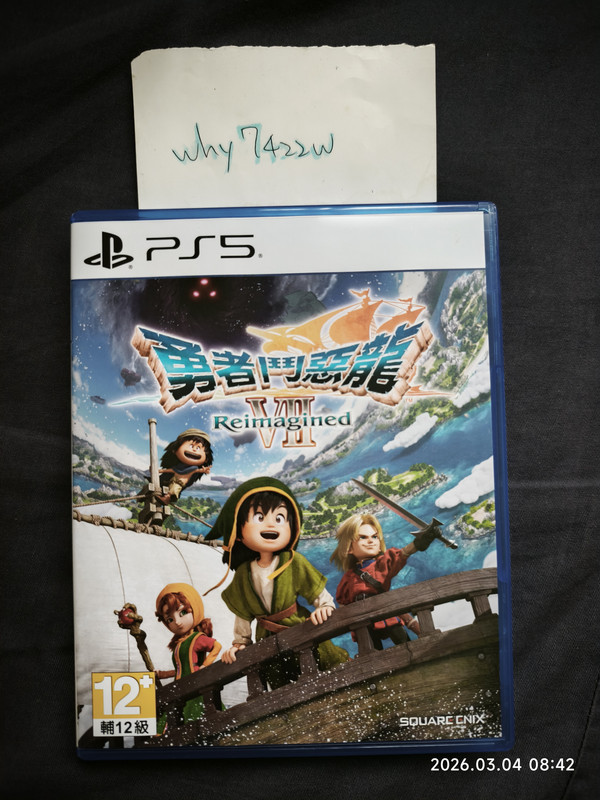 why7422w
PS5
勇者鬥惡龍
VII
Reimagined
12+
輔12級
SQUARE ENIX
2026.03.04 08:42